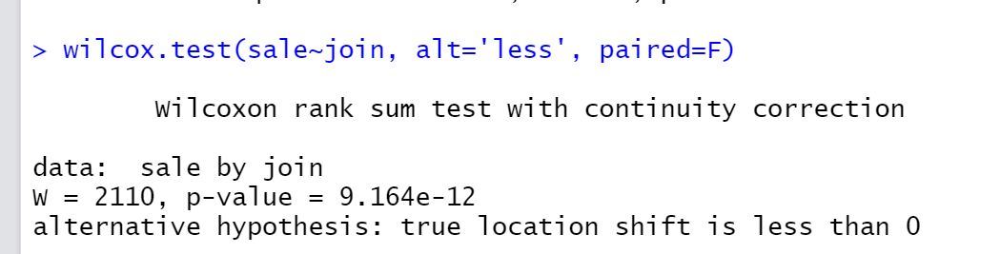 > wilcox.test(sale~join, alt='less', paired=F)
Wilcoxon rank sum test with continuity correction
data:  sale by join
W = 2110, p-value = 9.164e-12
alternative hypothesis: true location shift is less than 0